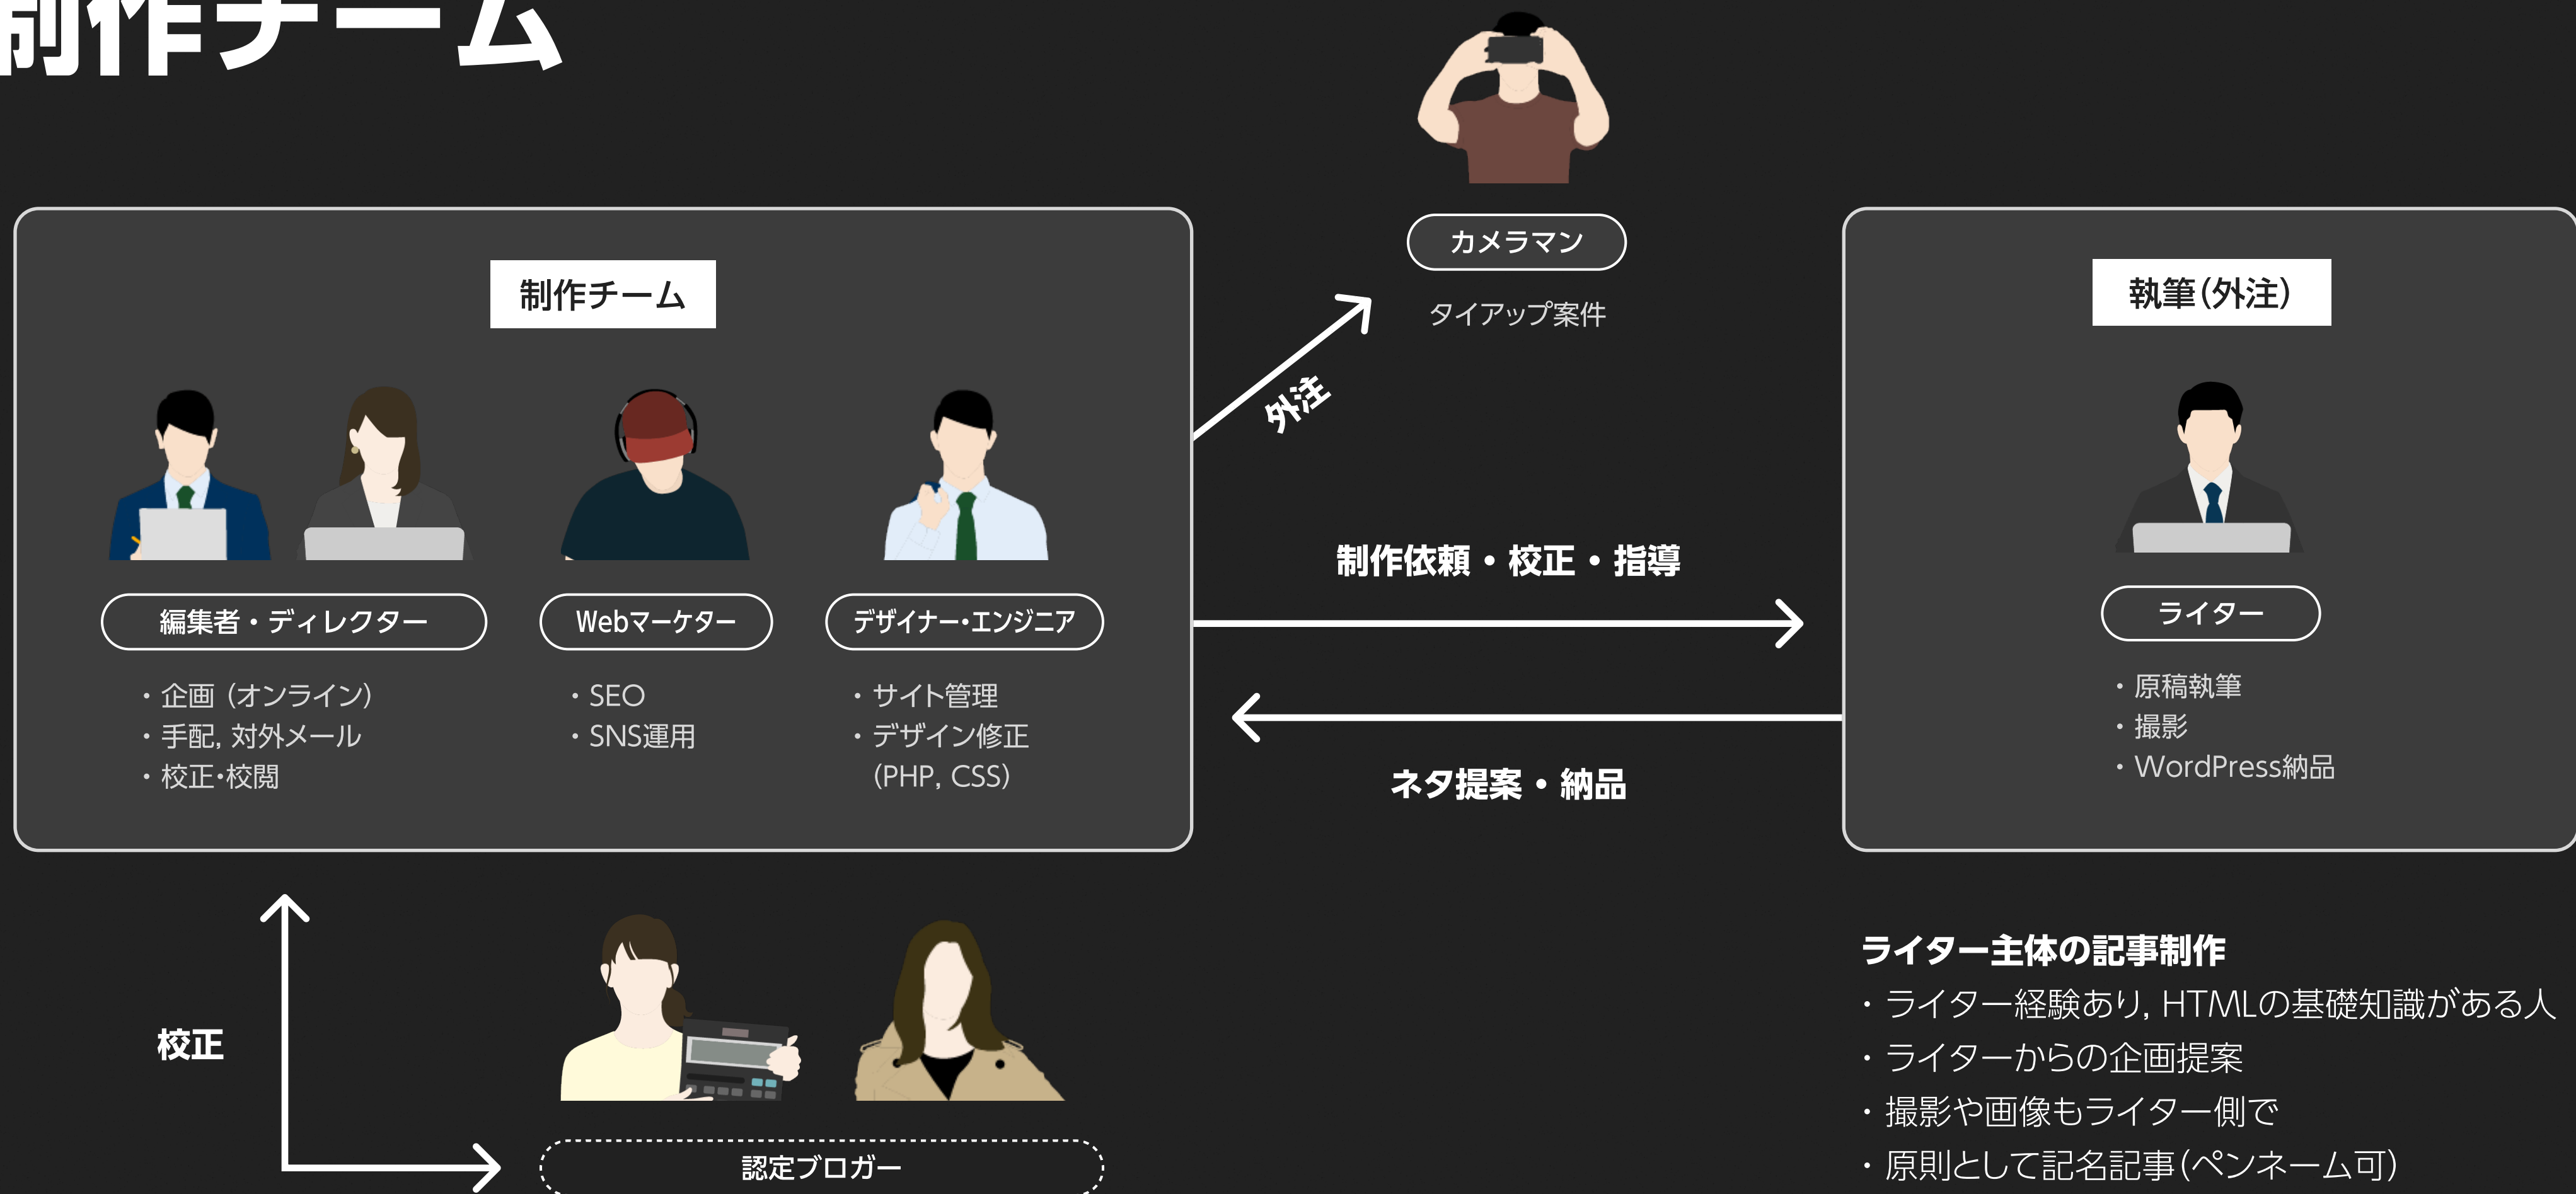 制作チーム
カメラマン
タイアップ案件
制作チーム
執筆（外注）
外注
編集者・ディレクター
・企画（オンライン）
・手配, 対外メール
・校正・校閲
Webマーケター
・SEO
・SNS運用
デザイナー・エンジニア
・サイト管理
・デザイン修正
（PHP, CSS）
制作依頼・校正・指導
ネタ提案・納品
ライター
・原稿執筆
・撮影
・WordPress納品
校正
認定ブロガー
ライター主体の記事制作
・ライター経験あり, HTMLの基礎知識がある人
・ライターからの企画提案
・撮影や画像もライター側で
・原則として記名記事（ペンネーム可）